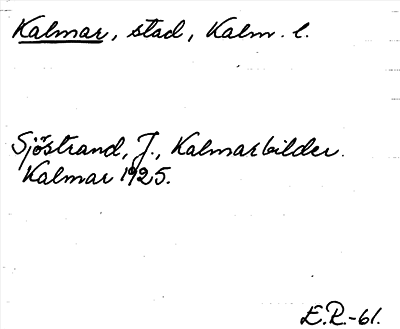 Kalmar, stad, Kalm. l.
Sjöstrand, J., Kalmarbilder.
Kalmar 1925.
E.R.-61.